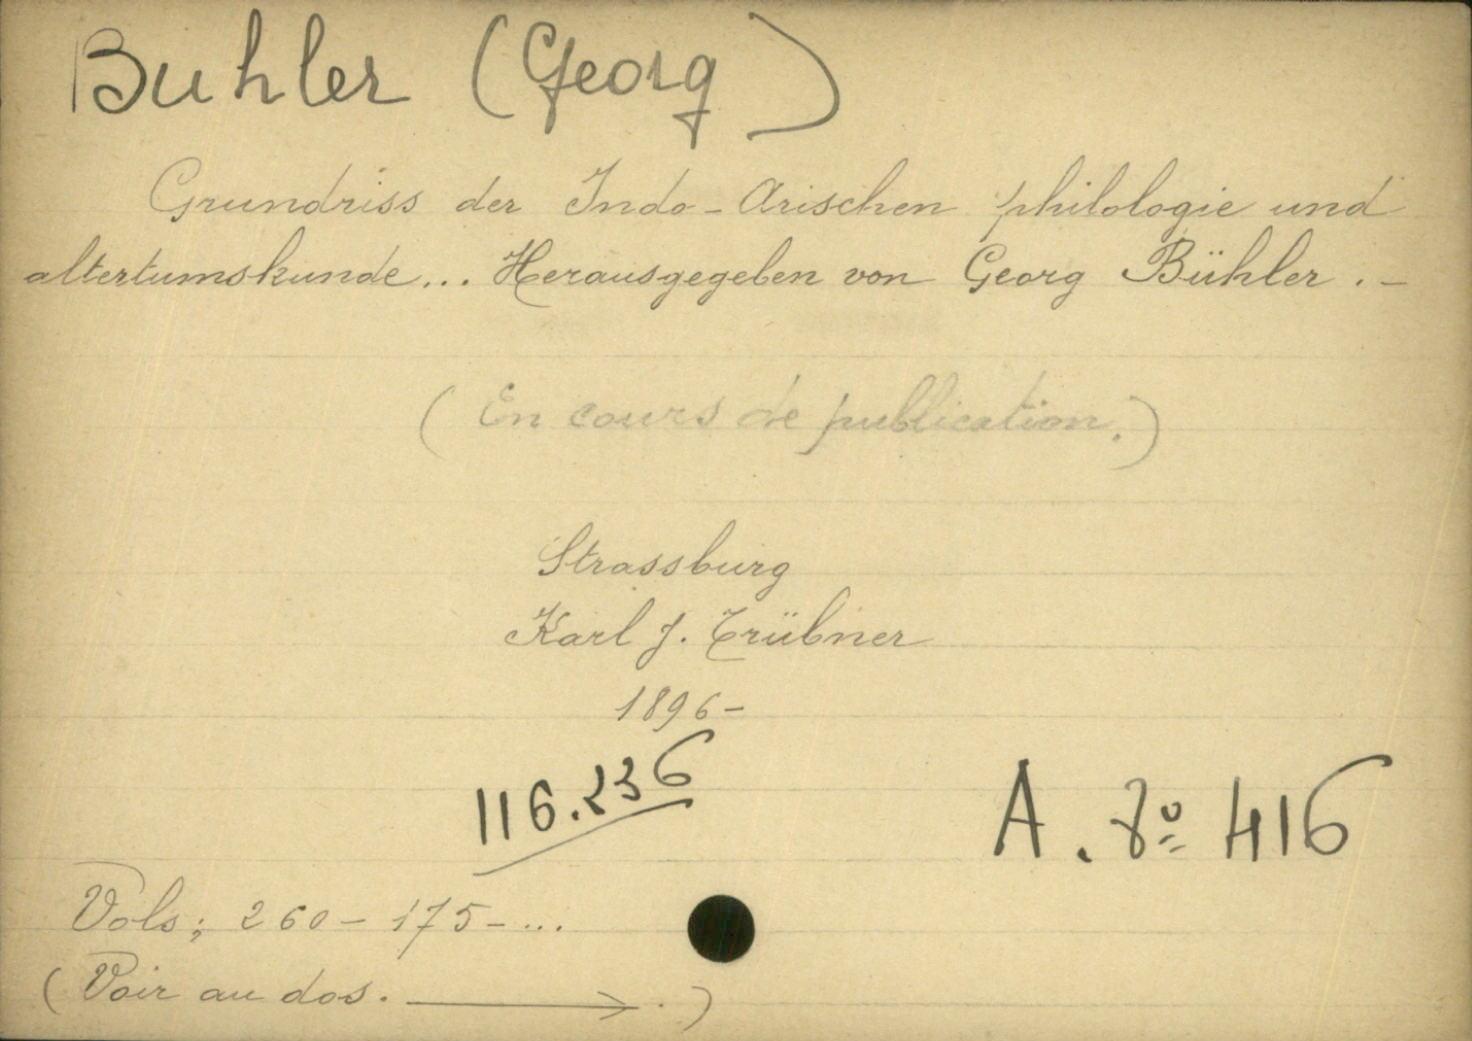 Buhler (Georg)
Grundriss der Indo-Arischen philologie und
altertumskunde... Herausgegeben von Georg Bühler.-
(En cours de publication.)
Strassburg
Karl J. Trübner
1896-
116.236
A. 8º 416
Vols; 260-175-...
(Voir au dos. ⟶.)